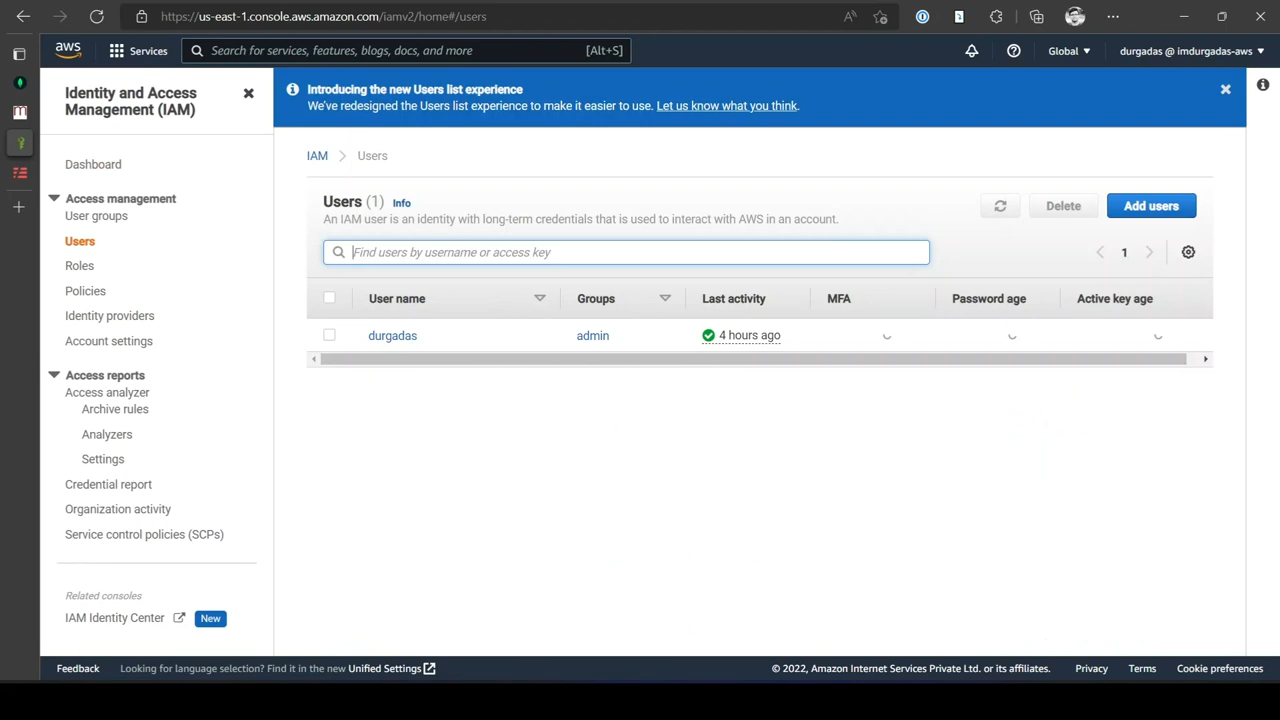 https://us-east-1.console.aws.amazon.com/iamv2/home#/users
aws
Services
Search for services, features, blogs, docs, and more [Alt+S]
Global
durgadas @ imdurgadas-aws
Identity and Access
Management (IAM)
Dashboard
Access management
User groups
Users
Roles
Policies
Identity providers
Account settings
Access reports
Access analyzer
Archive rules
Analyzers
Settings
Credential report
Organization activity
Service control policies (SCPs)
Related consoles
IAM Identity Center New
Introducing the new Users list experience
We've redesigned the Users list experience to make it easier to use. Let us know what you think.
IAM Users
Users (1) Info
An IAM user is an identity with long-term credentials that is used to interact with AWS in an account.
Delete
Add users
Find users by username or access key
1
User name Groups Last activity MFA Password age Active key age
durgadas admin 4 hours ago
Feedback Looking for language selection? Find it in the new Unified Settings © 2022, Amazon Internet Services Private Ltd. or its affiliates. Privacy Terms Cookie preferences